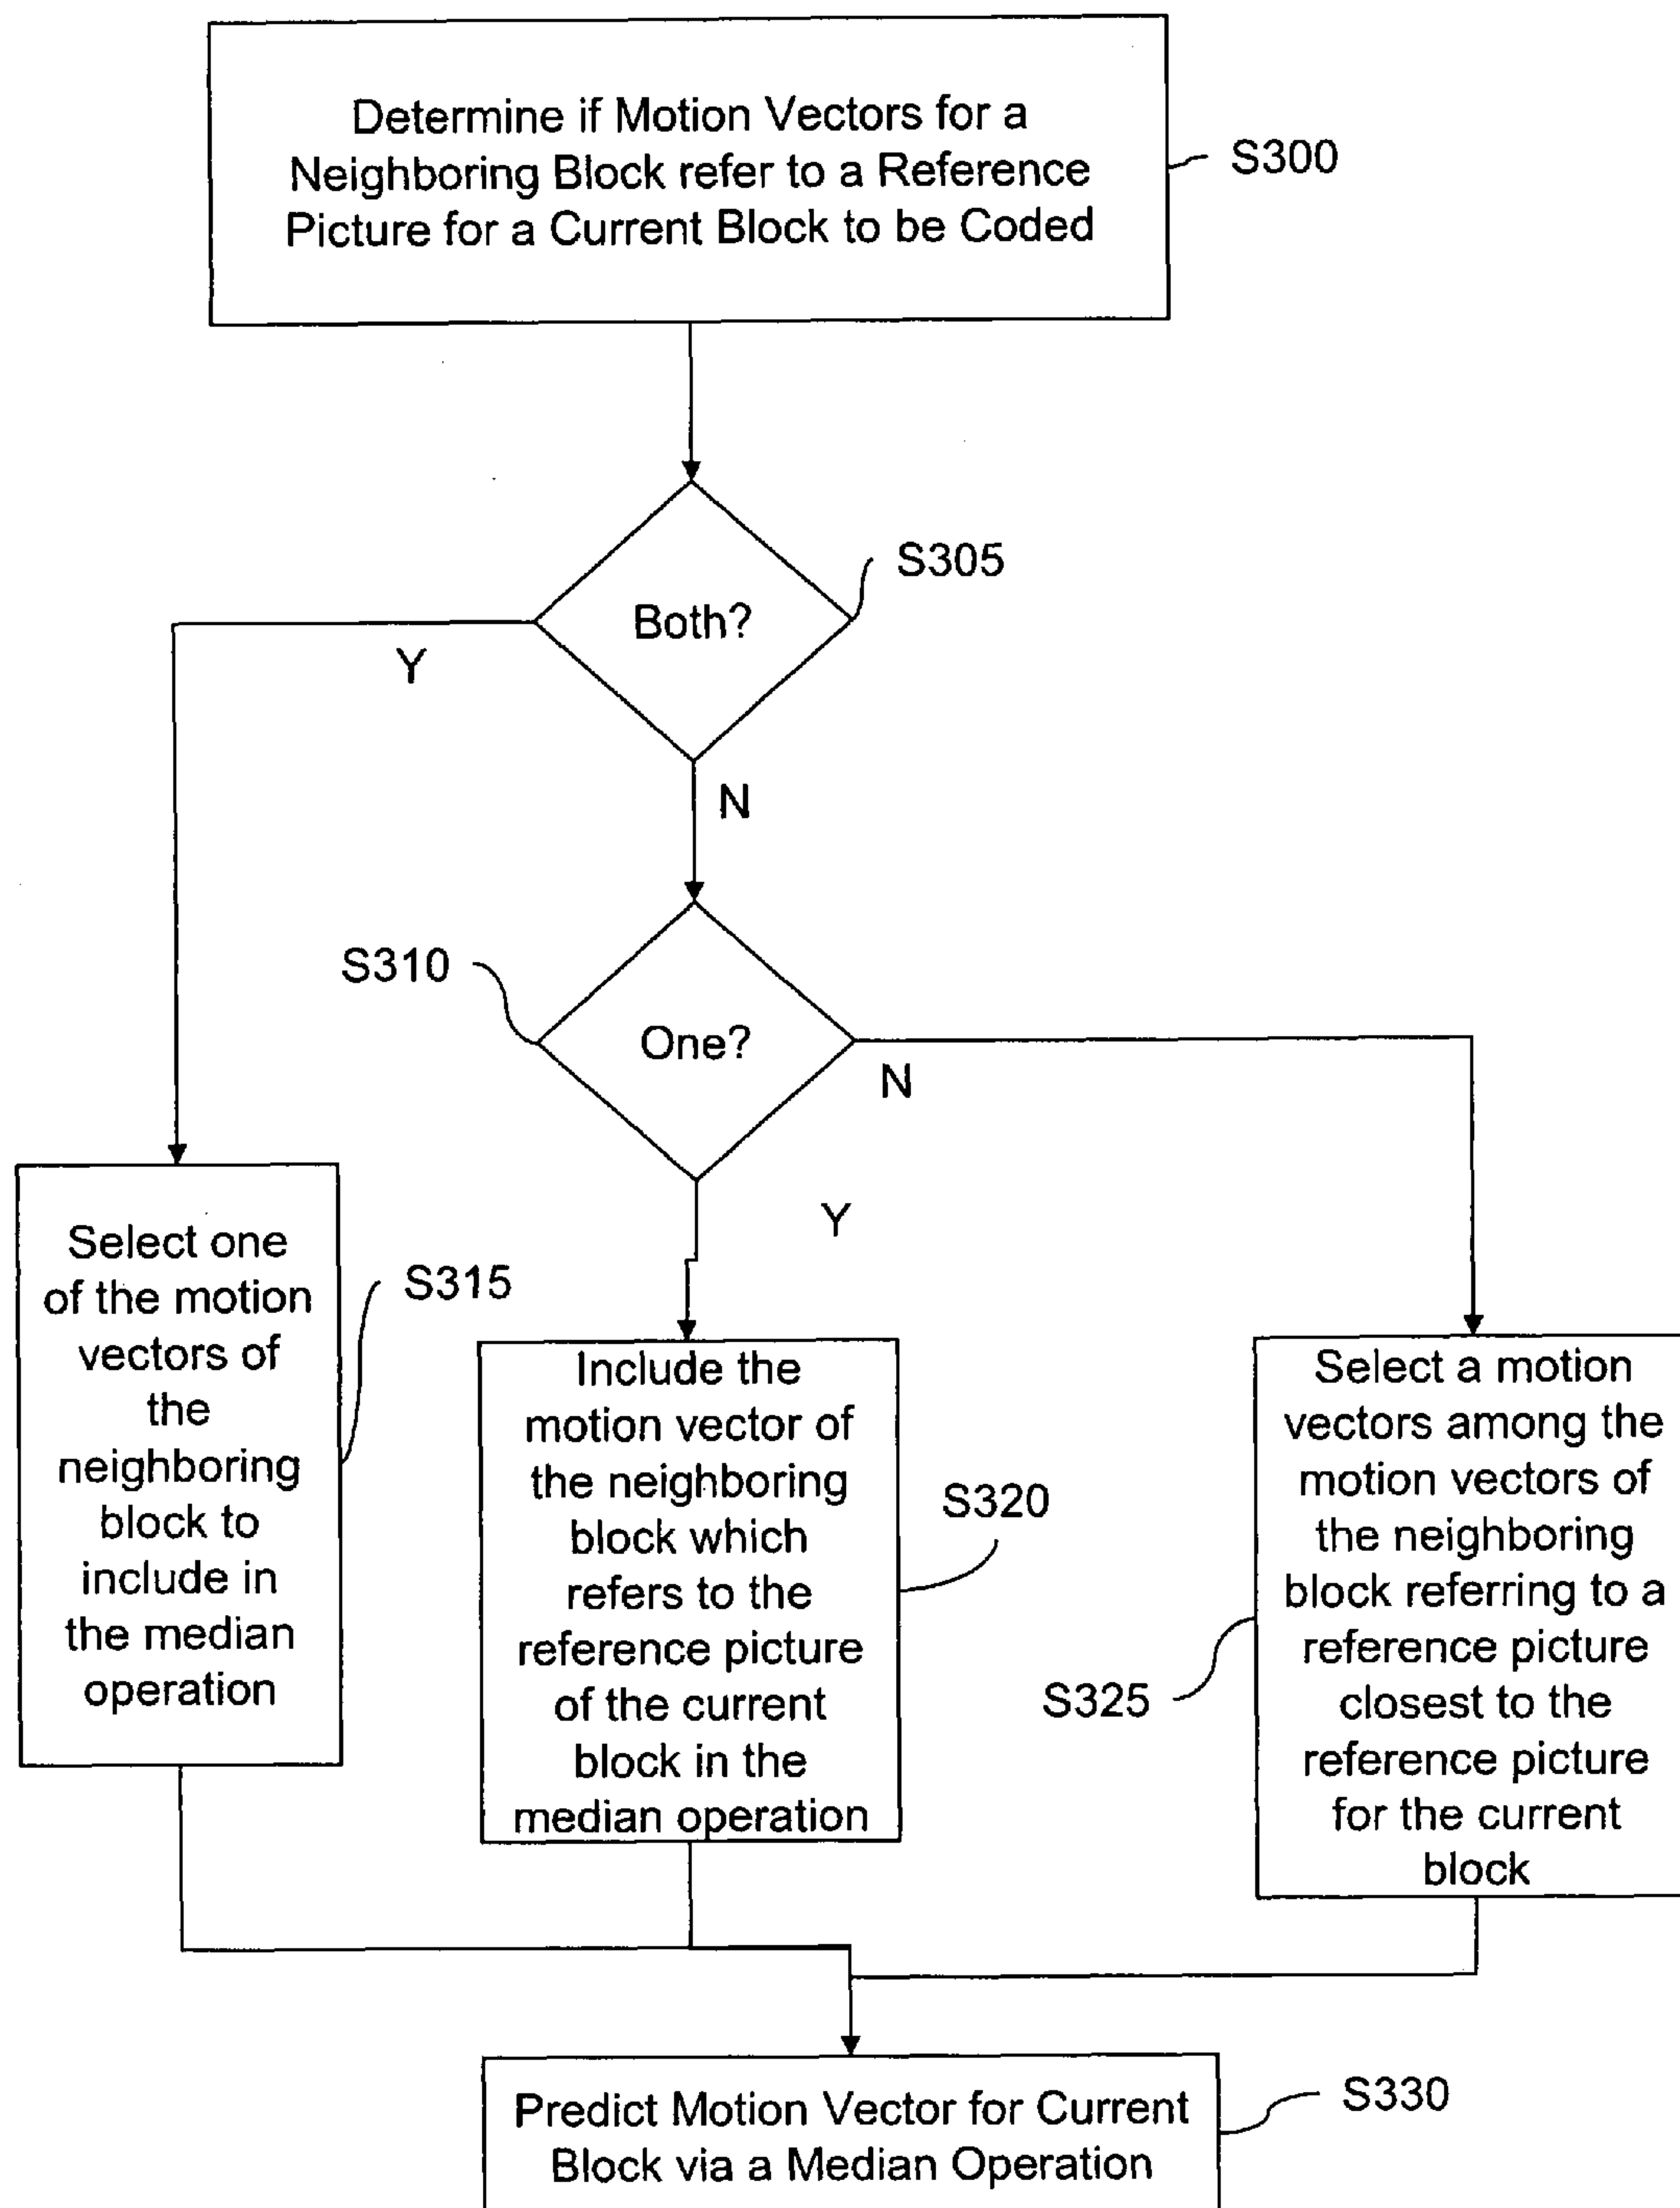 Determine if Motion Vectors for a
Neighboring Block refer to a Reference
Picture for a Current Block to be Coded
S300
Both?
S305
Y
N
S310
One?
N
Y
Select one
of the motion
vectors of
the
neighboring
block to
include in
the median
operation
S315
Include the
motion vector of
the neighboring
block which
refers to the
reference picture
of the current
block in the
median operation
S320
Select a motion
vectors among the
motion vectors of
the neighboring
block referring to a
reference picture
closest to the
reference picture
for the current
block
S325
Predict Motion Vector for Current
Block via a Median Operation
S330